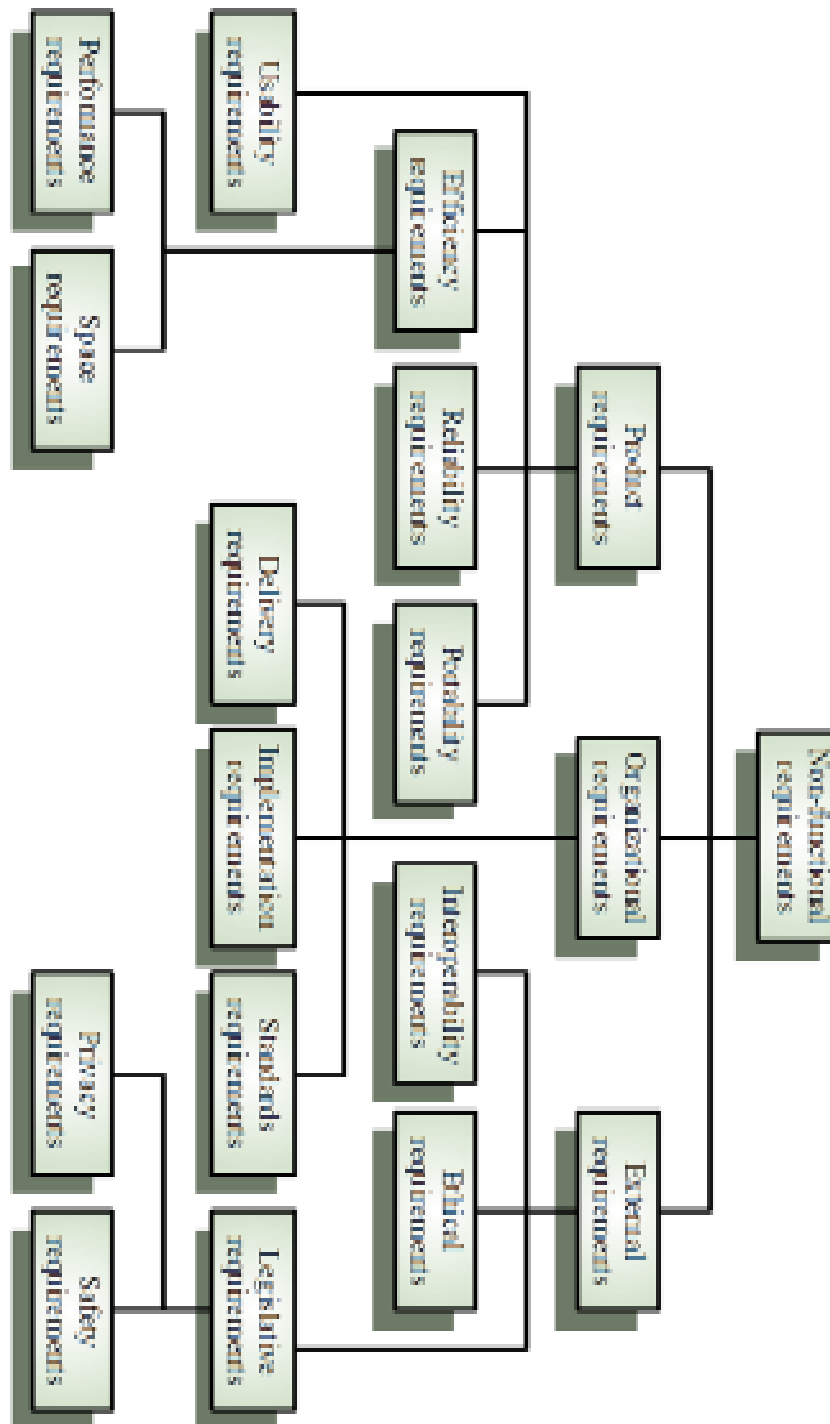 Non-functional
requirements
Product
requirements
Organizational
requirements
External
requirements
Efficiency
requirements
Reliability
requirements
Portability
requirements
Interoperability
requirements
Ethical
requirements
Usability
requirements
Delivery
requirements
Implementation
requirements
Standards
requirements
Legislative
requirements
Performance
requirements
Space
requirements
Privacy
requirements
Safety
requirements